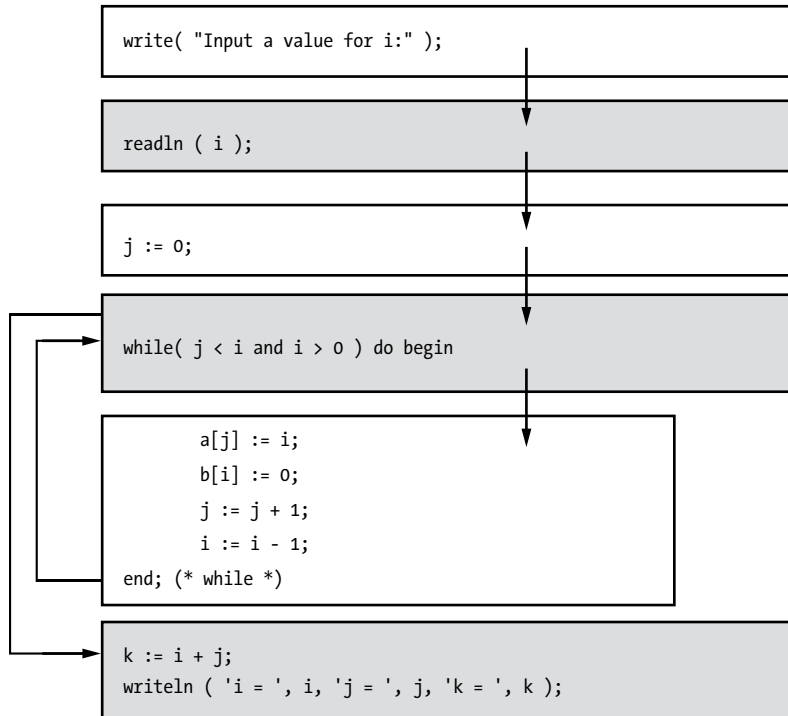 write( "Input a value for i:" );
readln ( i );
j := 0;
while( j < i and i > 0 ) do begin
a[j] := i;
b[i] := 0;
j := j + 1;
i := i - 1;
end; (* while *)
k := i + j;
writeln ( 'i = ', i, 'j = ', j, 'k = ', k );